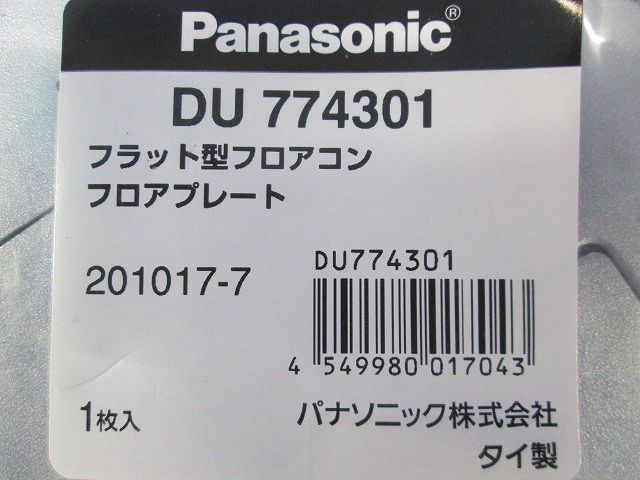 Panasonic®
DU 774301
フラット型フロアコン
フロアプレート
201017-7
DU774301
4 549980 017043
1枚入
パナソニック株式会社
タイ製